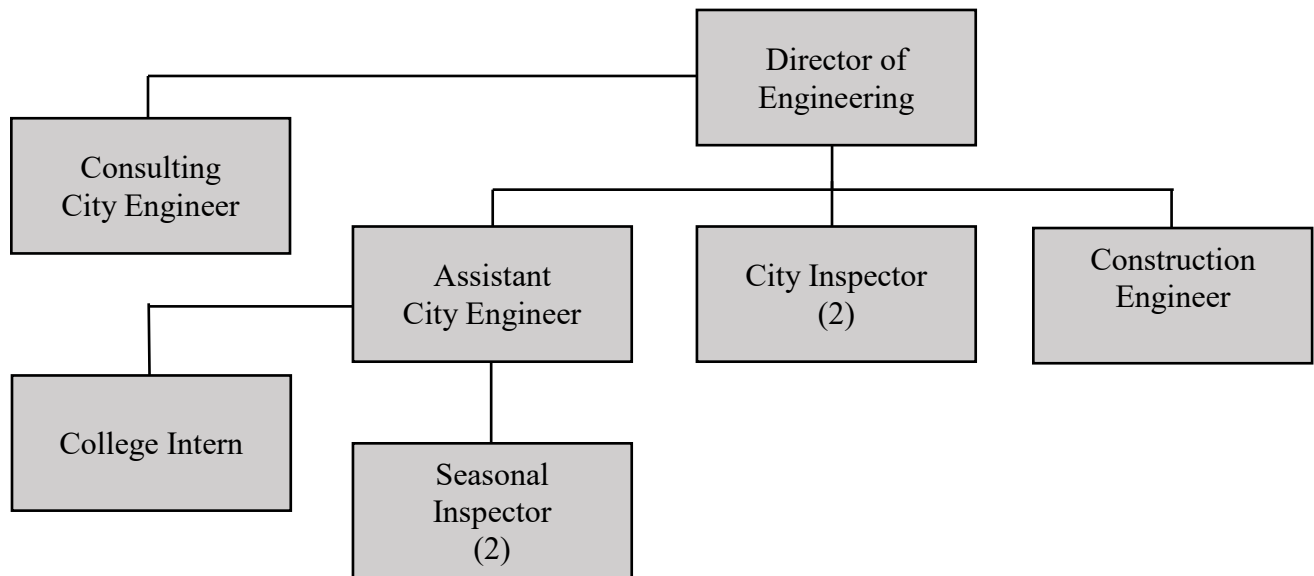 Director of
Engineering
Consulting
City Engineer
Assistant
City Engineer
City Inspector
(2)
Construction
Engineer
College Intern
Seasonal
Inspector
(2)